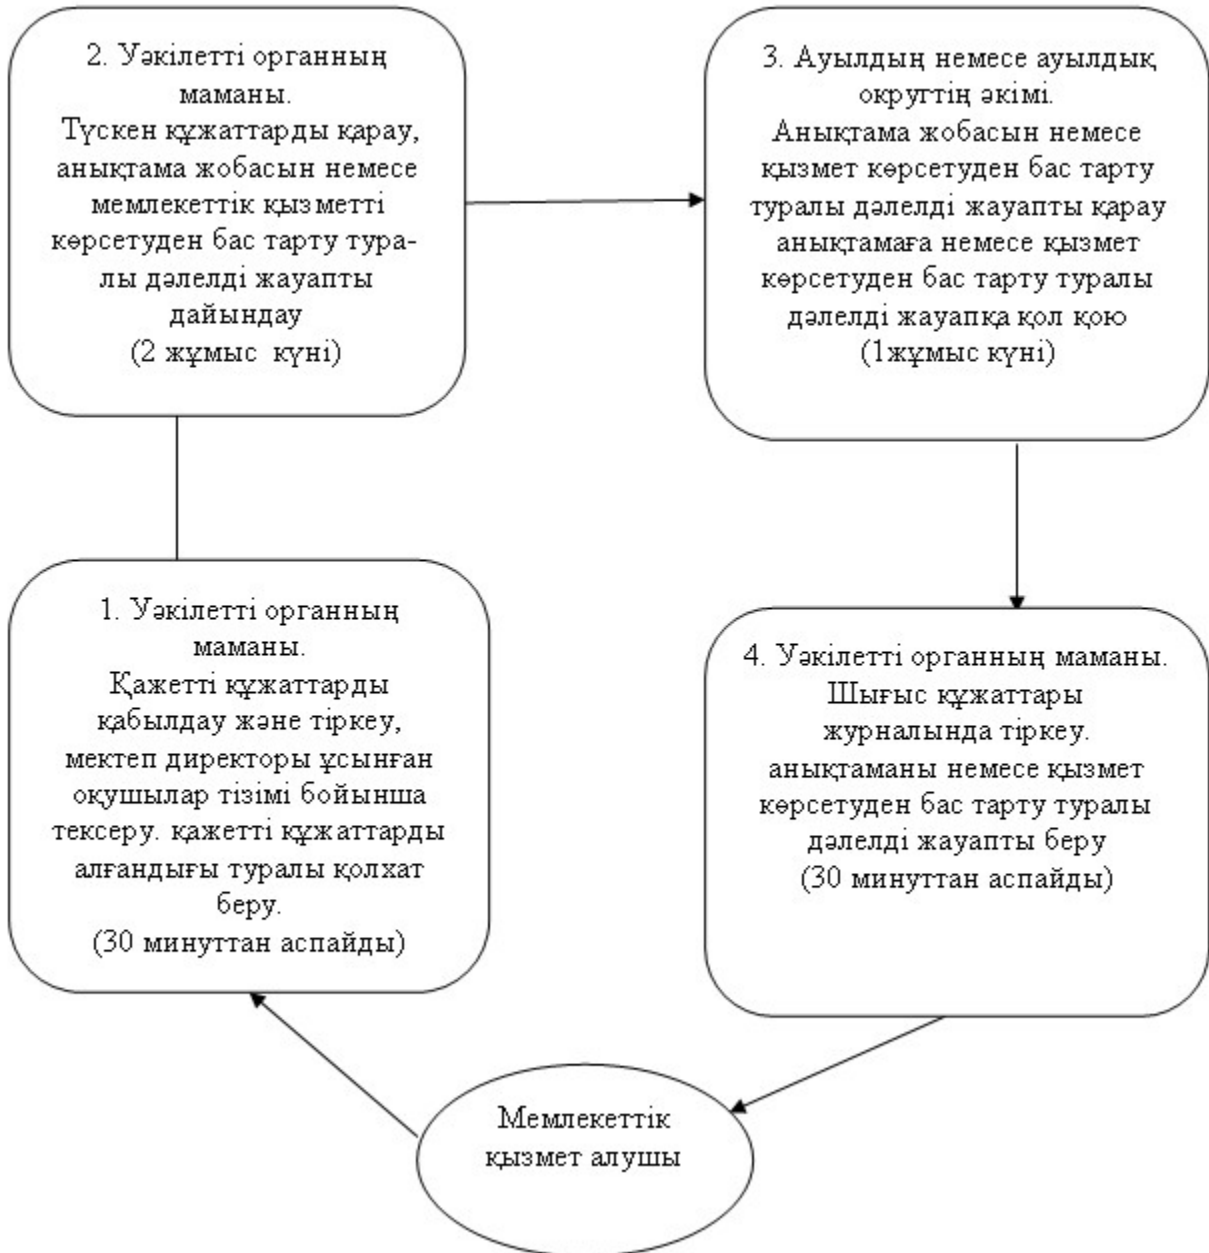 2. Уәкілетті органның
маманы.
Түскен құжаттарды қарау,
анықтама жобасын немесе
мемлекеттік қызметті
көрсетуден бас тарту тура-
лы дәлелді жауапты
дайындау
(2 жұмыс күні)
3. Ауылдың немесе ауылдық
округтің әкімі.
Анықтама жобасын немесе
қызмет көрсетуден бас тарту
туралы дәлелді жауапты қарау
анықтамаға немесе қызмет
көрсетуден бас тарту туралы
дәлелді жауапқа қол қою
(1жұмыс күні)
1. Уәкілетті органның
маманы.
Қажетті құжаттарды
қабылдау және тіркеу,
мектеп директоры ұсынған
оқушылар тізімі бойынша
тексеру. қажетті құжаттарды
алғандығы туралы қолхат
беру.
(30 минуттан аспайды)
4. Уәкілетті органның маманы.
Шығыс құжаттары
журналында тіркеу.
анықтаманы немесе қызмет
көрсетуден бас тарту туралы
дәлелді жауапты беру
(30 минуттан аспайды)
Мемлекеттік
қызмет алушы